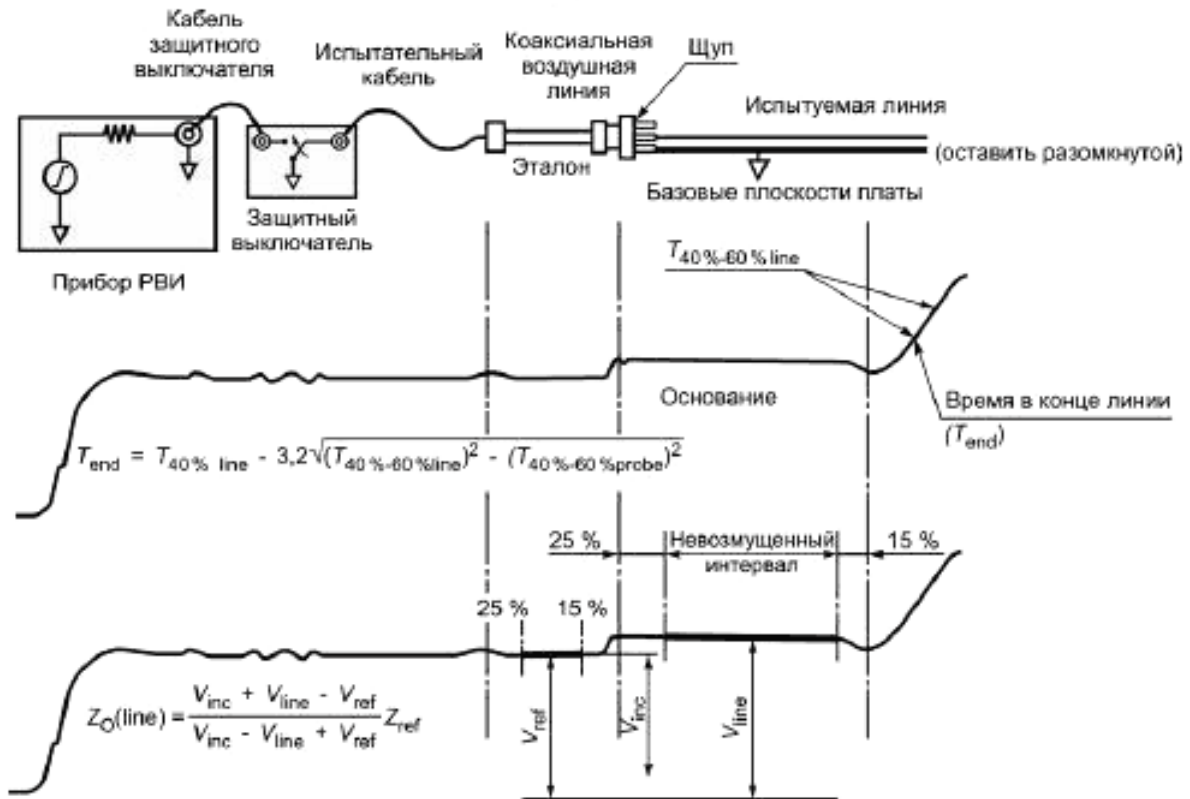 Кабель
защитного
выключателя
Испытательный
кабель
Коаксиальная
воздушная
линия
Щуп
Испытуемая линия
(оставить разомкнутой)
Эталон
Базовые плоскости платы
Защитный
выключатель
Прибор РВИ
T40 %-60 % line
Основание
Время в конце линии
(Tend)
Tend = T40 % line - 3,2√(T40 %-60 %line)² - (T40 %-60 %probe)²
25 %
Невозмущенный
интервал
15 %
25 %
15 %
ZO(line) = (Vinc + Vline - Vref) / (Vinc - Vline + Vref) Zref
Vref
Vinc
Vline